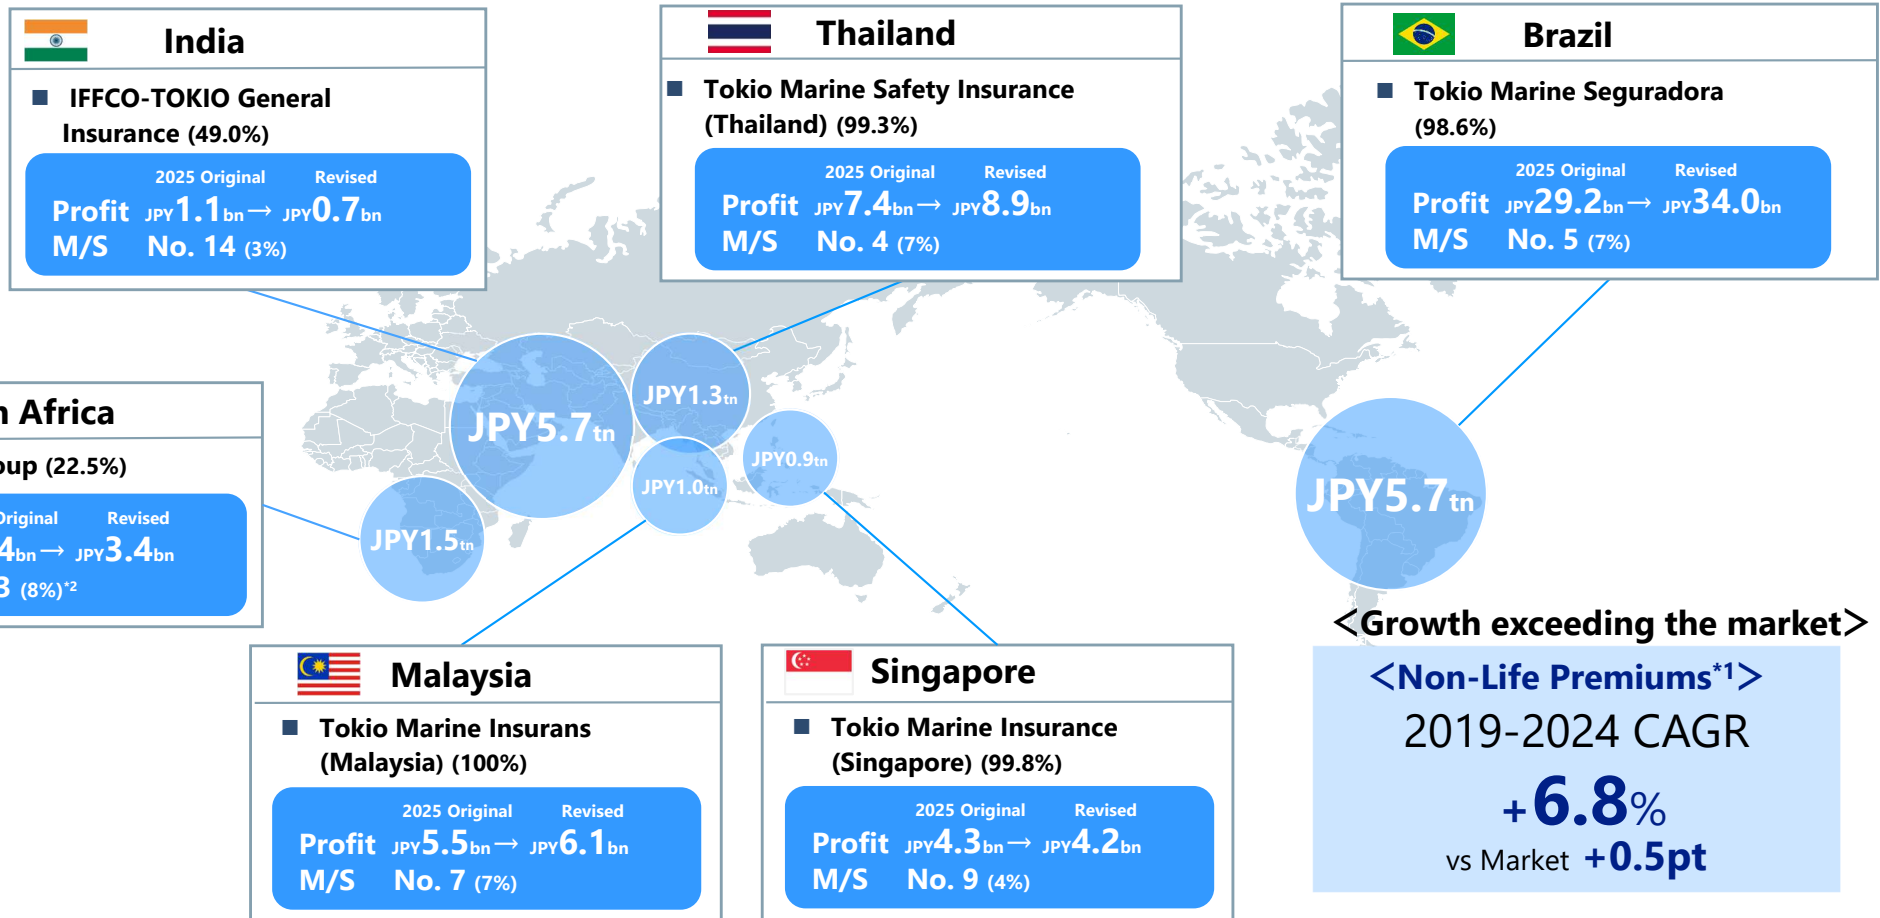 India
■ IFFCO-TOKIO General
Insurance (49.0%)
2025 Original Revised
Profit JPY1.1bn→ JPY0.7bn
M/S No. 14 (3%)
Thailand
■ Tokio Marine Safety Insurance
(Thailand) (99.3%)
2025 Original Revised
Profit JPY7.4bn→ JPY8.9bn
M/S No. 4 (7%)
Brazil
■ Tokio Marine Seguradora
(98.6%)
2025 Original Revised
Profit JPY29.2bn→ JPY34.0bn
M/S No. 5 (7%)
Africa
(22.5%)
Original Revised
4bn→ JPY3.4bn
3 (8%)*2
JPY5.7tn
JPY1.3tn
JPY1.0tn
JPY0.9tn
JPY1.5tn
JPY5.7tn
Malaysia
■ Tokio Marine Insurans
(Malaysia) (100%)
2025 Original Revised
Profit JPY5.5bn→ JPY6.1bn
M/S No. 7 (7%)
Singapore
■ Tokio Marine Insurance
(Singapore) (99.8%)
2025 Original Revised
Profit JPY4.3bn→ JPY4.2bn
M/S No. 9 (4%)
<Growth exceeding the market>
<Non-Life Premiums*1>
2019-2024 CAGR
+6.8%
vs Market +0.5pt